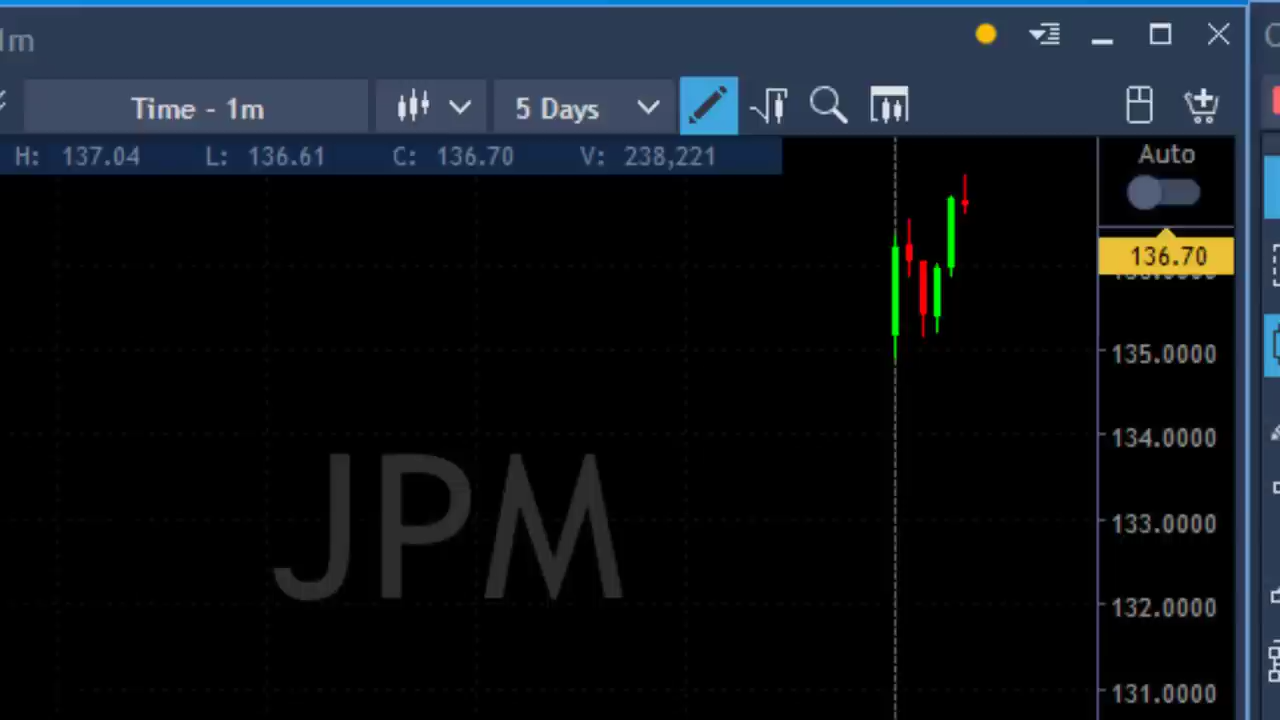 1m
Time - 1m
5 Days
H: 137.04 L: 136.61 C: 136.70 V: 238,221
Auto
136.70
135.0000
134.0000
133.0000
132.0000
131.0000
JPM